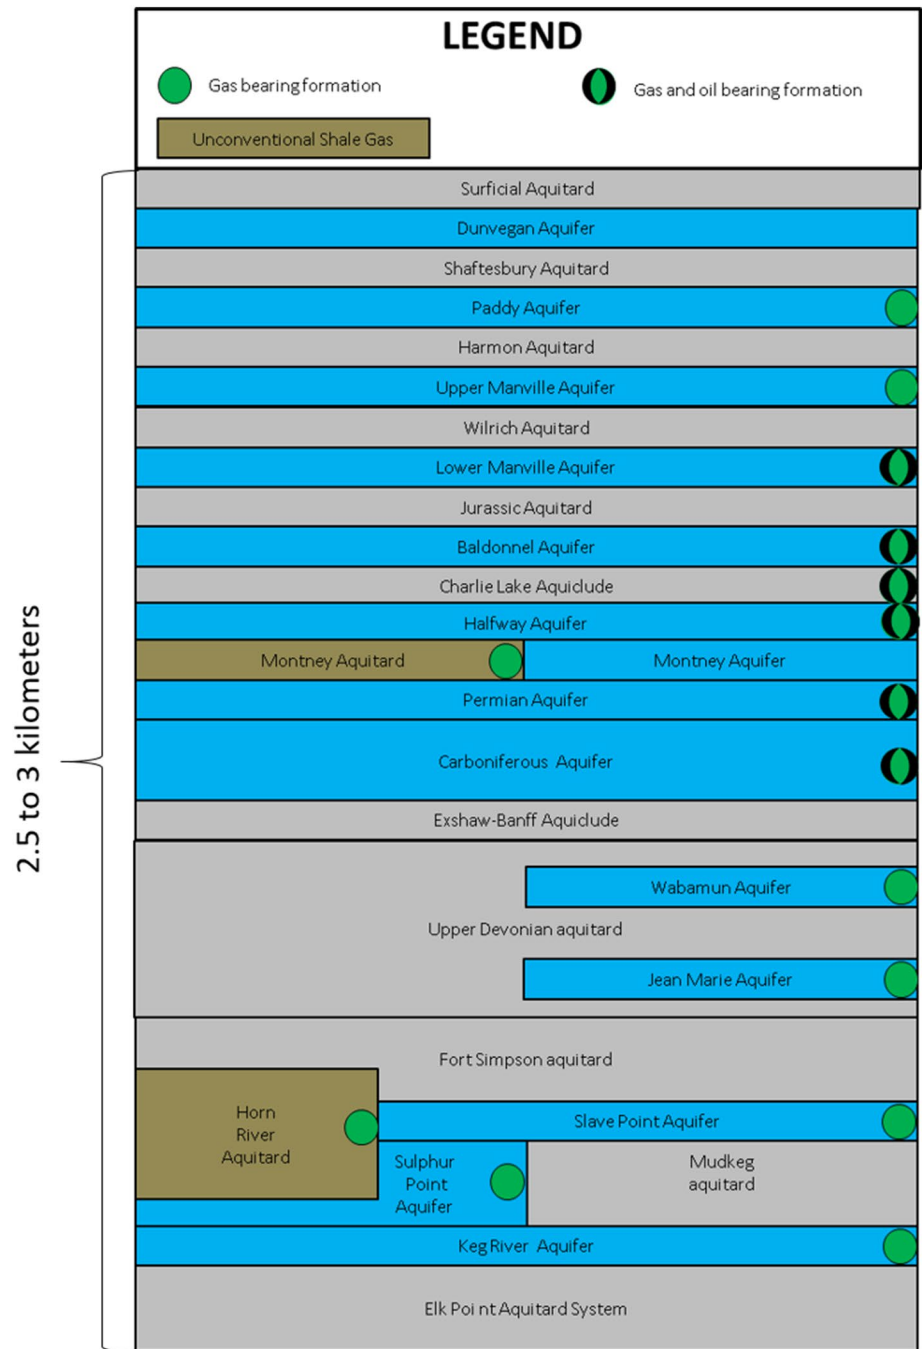 LEGEND
Gas bearing formation
Gas and oil bearing formation
Unconventional Shale Gas
2.5 to 3 kilometers
Surficial Aquitard
Dunvegan Aquifer
Shaftesbury Aquitard
Paddy Aquifer
Harmon Aquitard
Upper Manville Aquifer
Wilrich Aquitard
Lower Manville Aquifer
Jurassic Aquitard
Baldonnel Aquifer
Charlie Lake Aquiclude
Halfway Aquifer
Montney Aquitard
Montney Aquifer
Permian Aquifer
Carboniferous Aquifer
Exshaw-Banff Aquiclude
Wabamun Aquifer
Upper Devonian aquitard
Jean Marie Aquifer
Fort Simpson aquitard
Horn
River
Aquitard
Slave Point Aquifer
Sulphur
Point
Aquifer
Mudkeg
aquitard
Keg River Aquifer
Elk Point Aquitard System